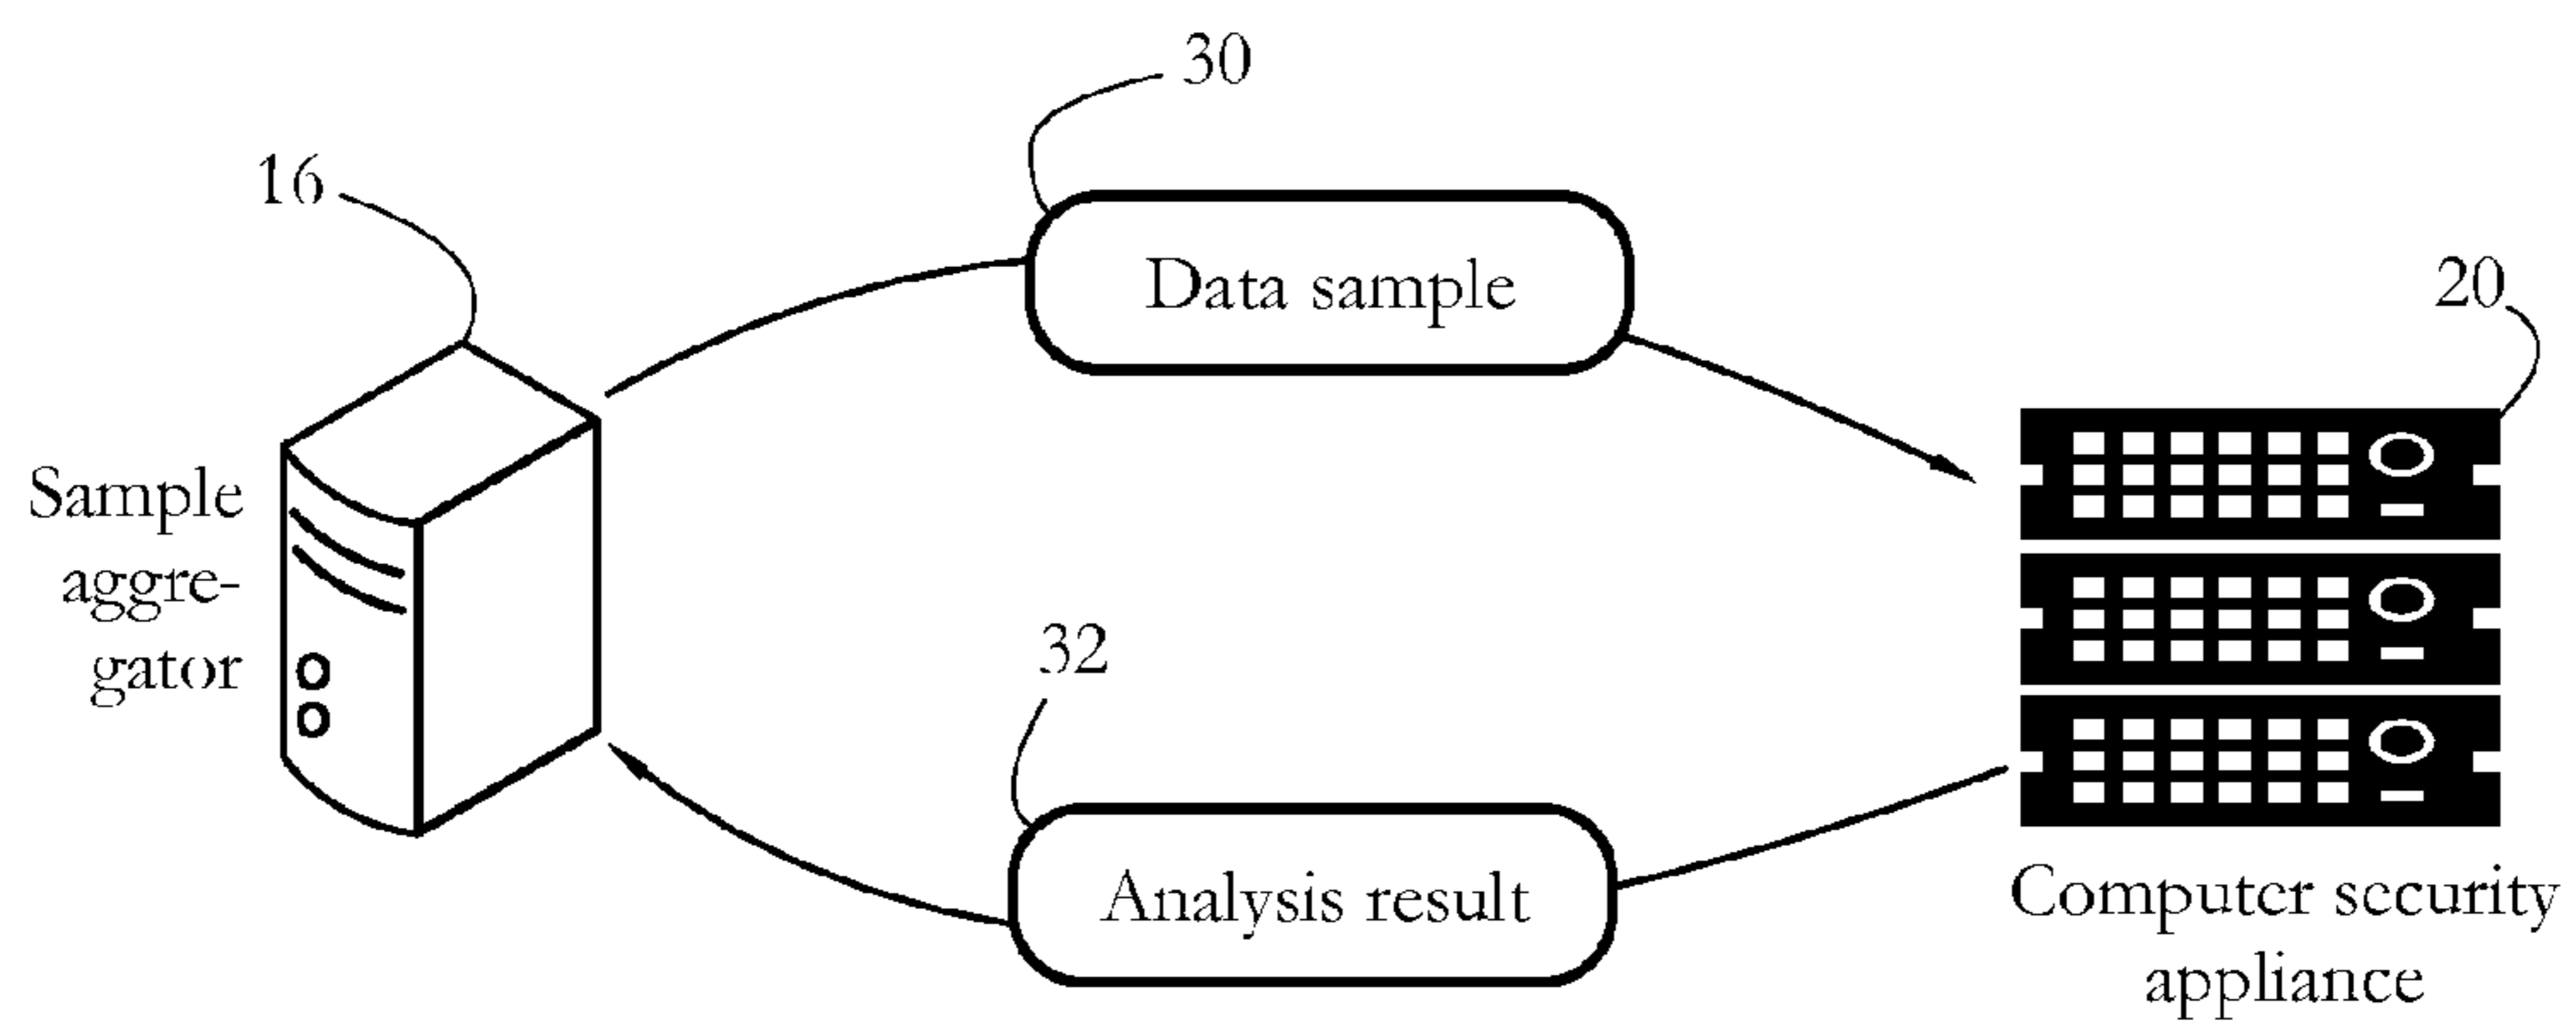 30
16
Data sample
20
Sample
aggre-
gator
32
Analysis result
Computer security
appliance